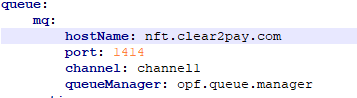 queue:
mq:
hostName: nft.clear2pay.com
port: 1414
channel: channel1
queueManager: opf.queue.manager